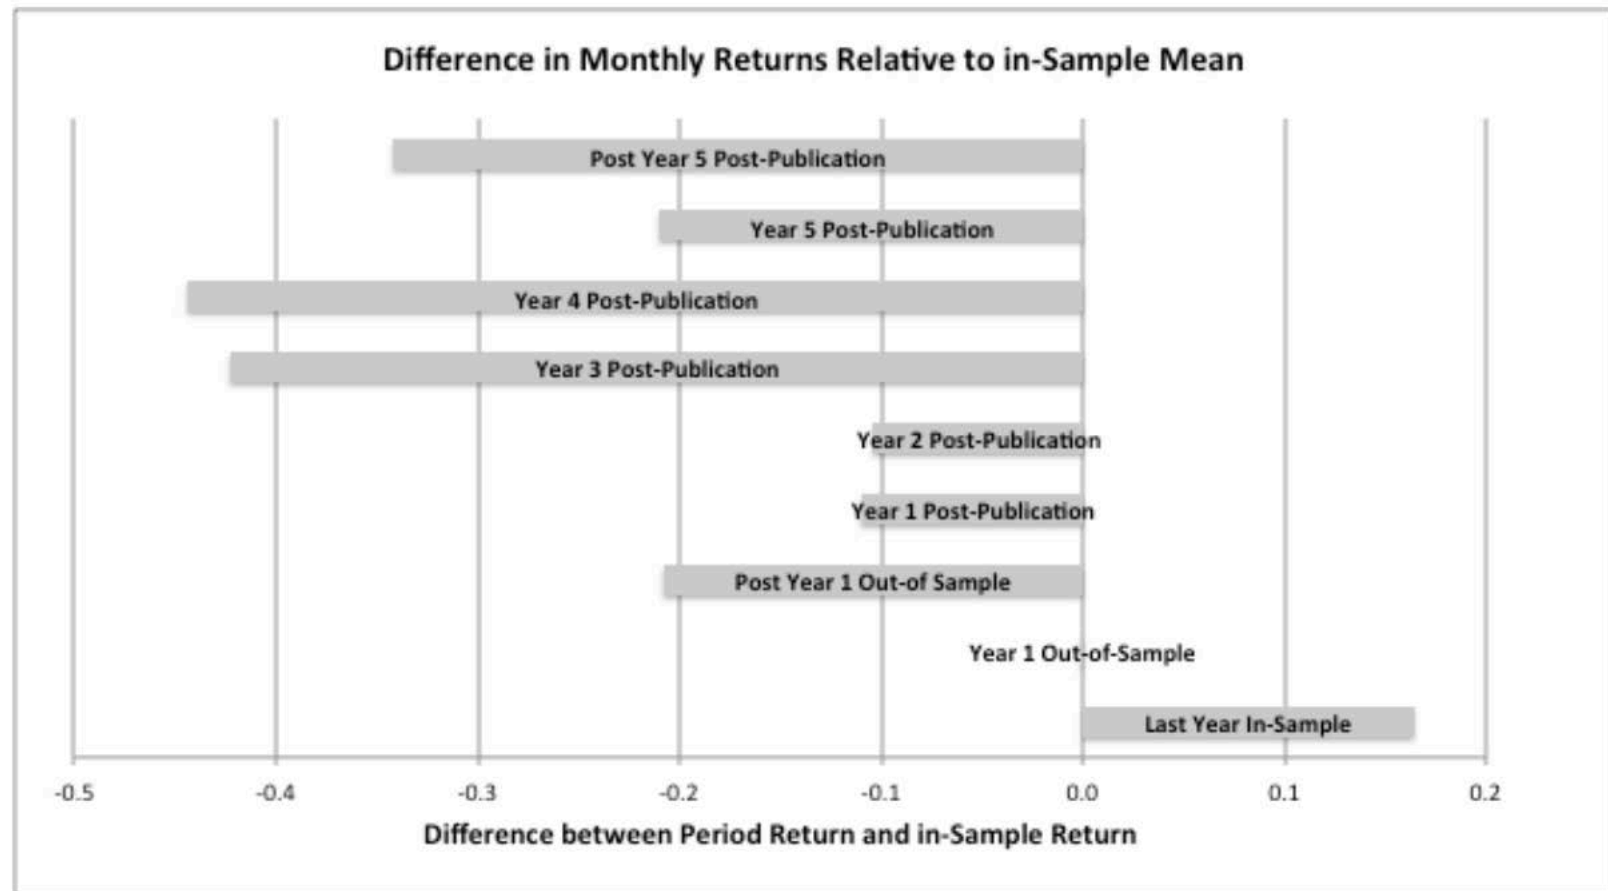 Difference in Monthly Returns Relative to in-Sample Mean
Post Year 5 Post-Publication
Year 5 Post-Publication
Year 4 Post-Publication
Year 3 Post-Publication
Year 2 Post-Publication
Year 1 Post-Publication
Post Year 1 Out-of Sample
Year 1 Out-of-Sample
Last Year In-Sample
-0.5 -0.4 -0.3 -0.2 -0.1 0.0 0.1 0.2
Difference between Period Return and in-Sample Return